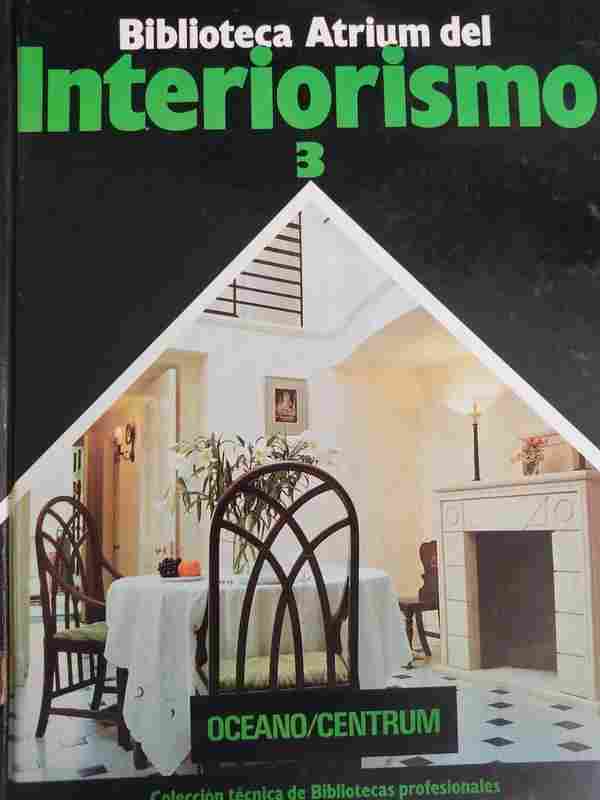 Biblioteca Atrium del
Interiorismo
3
OCEANO/CENTRUM
Colección técnica de Bibliotecas profesionales